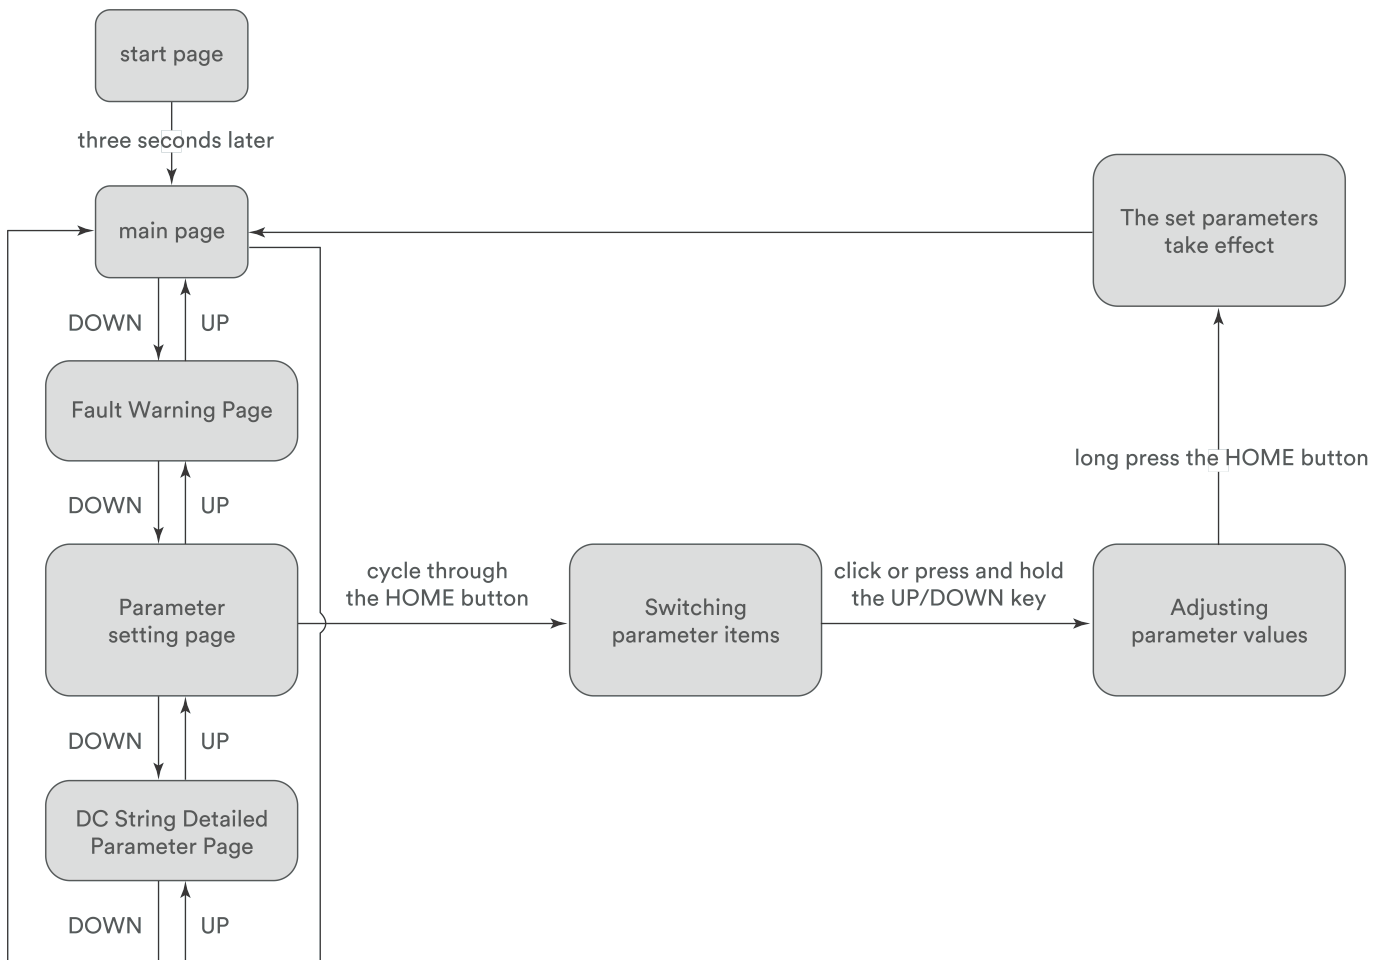 start page
three seconds later
main page
The set parameters
take effect
DOWN
UP
Fault Warning Page
long press the HOME button
DOWN
UP
Parameter
setting page
cycle through
the HOME button
Switching
parameter items
click or press and hold
the UP/DOWN key
Adjusting
parameter values
DOWN
UP
DC String Detailed
Parameter Page
DOWN
UP